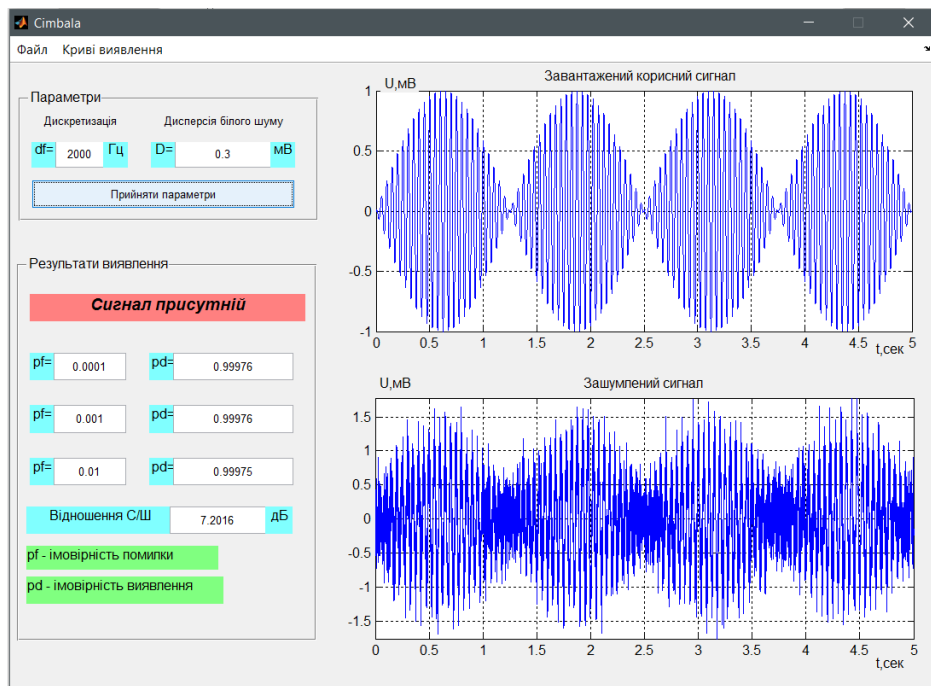 Cimbala
Файл Криві виявлення
Параметри
Дискретизація Дисперсія білого шуму
df= 2000 Гц D= 0.3 мВ
Прийняти параметри
Результати виявлення
Сигнал присутній
pf= 0.0001 pd= 0.99976
pf= 0.001 pd= 0.99976
pf= 0.01 pd= 0.99975
Відношення С/Ш 7.2016 дБ
pf - імовірність помипки
pd - імовірність виявлення
U,мВ Завантажений корисний сигнал
1
0.5
0
-0.5
-1
0 0.5 1 1.5 2 2.5 3 3.5 4 4.5 5
t,сек
U,мВ Зашумлений сигнал
1.5
1
0.5
0
-0.5
-1
-1.5
0 0.5 1 1.5 2 2.5 3 3.5 4 4.5 5
t,сек